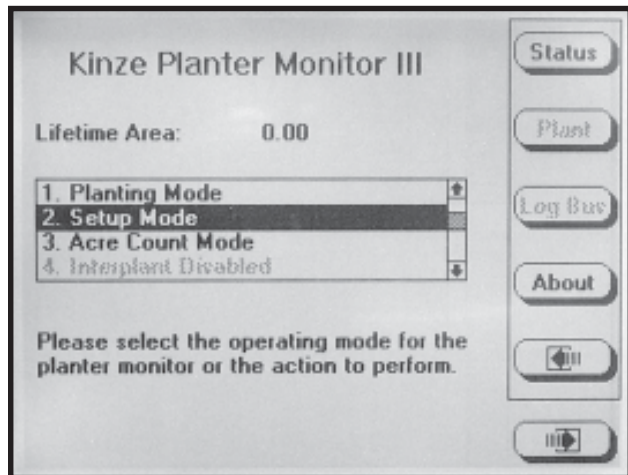 Kinze Planter Monitor III
Lifetime Area: 0.00
1. Planting Mode
2. Setup Mode
3. Acre Count Mode
4. Interplant Disabled
Please select the operating mode for the
planter monitor or the action to perform.
Status
Plant
Log Bus
About